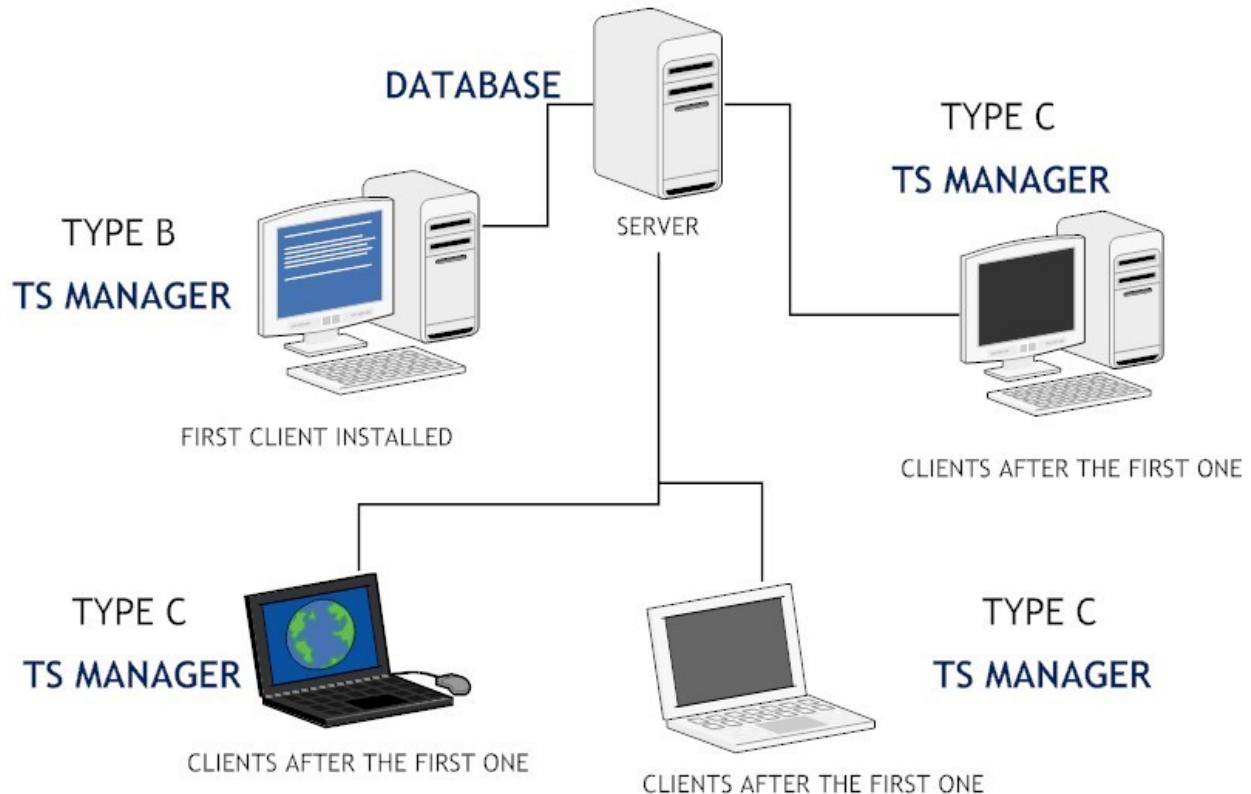 DATABASE
TYPE C
TS MANAGER
SERVER
TYPE B
TS MANAGER
FIRST CLIENT INSTALLED
CLIENTS AFTER THE FIRST ONE
TYPE C
TS MANAGER
CLIENTS AFTER THE FIRST ONE
TYPE C
TS MANAGER
CLIENTS AFTER THE FIRST ONE